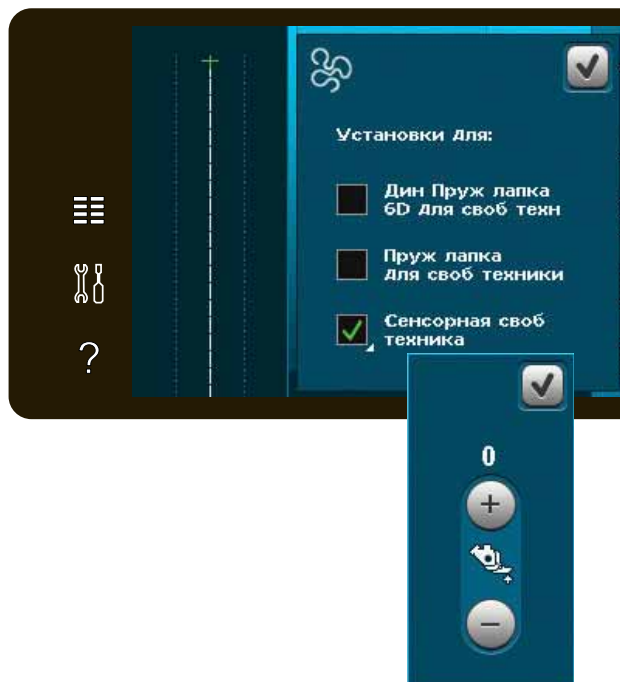 Установки для:
Дин Пруж лапка
6D для своб техн
Пруж лапка
для своб техники
Сенсорная своб
техника
?
0
+
−